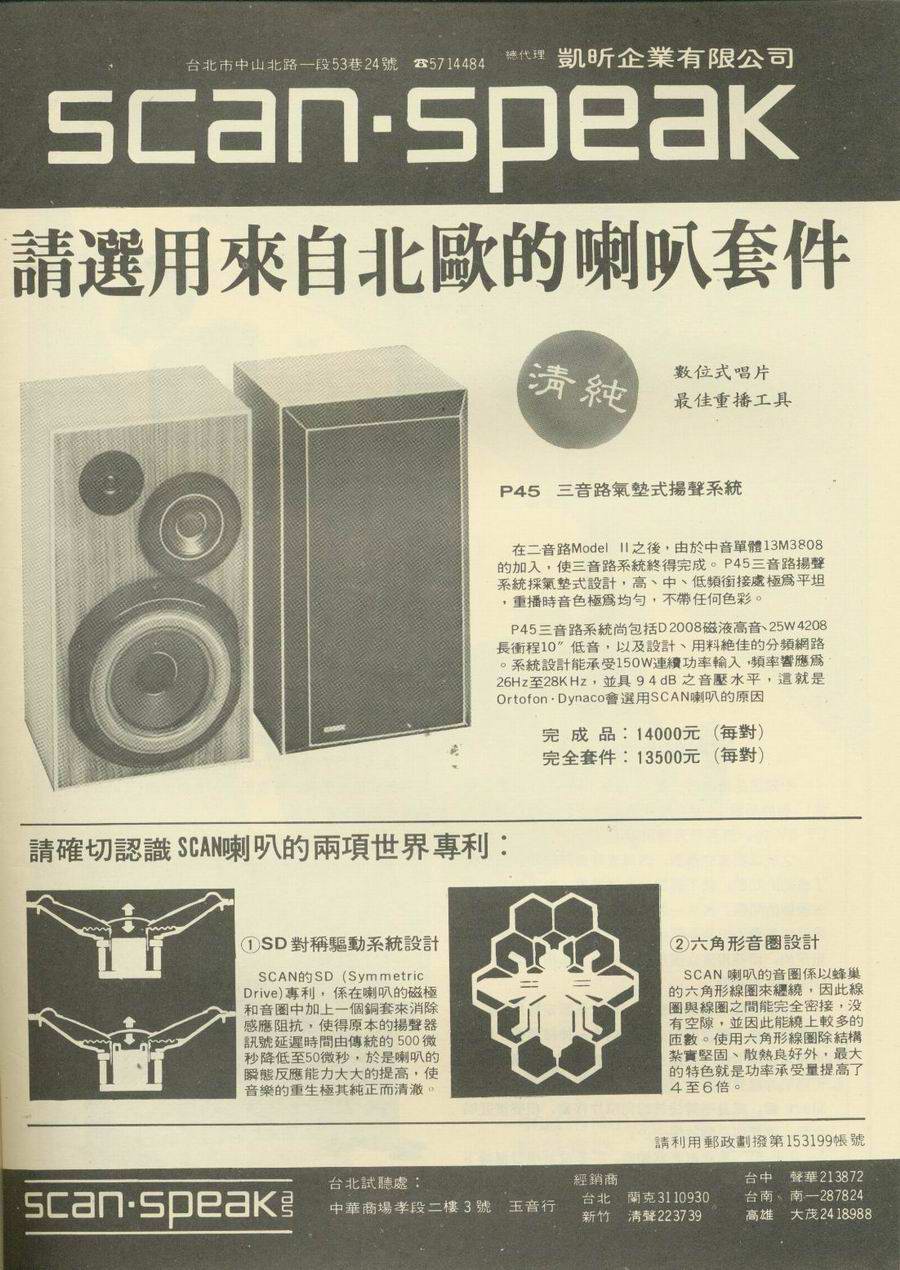 台北市中山北路一段53巷24號 ☎5714484 總代理 凱昕企業有限公司
scan·speak
請選用來自北歐的喇叭套件
清純
數位式唱片
最佳重播工具
P45 三音路氣墊式揚聲系統
在二音路Model II之後，由於中音單體13M3808
的加入，使三音路系統終得完成。P45三音路揚聲
系統採氣墊式設計，高、中、低頻銜接處極爲平坦
，重播時音色極爲均勻，不帶任何色彩。
P45三音路系統尚包括D2008磁液高音、25W4208
長衝程10″低音，以及設計、用料絶佳的分頻網路
。系統設計能承受150W連續功率輸入，頻率響應爲
26Hz至28KHz，並具94dB之音壓水平，這就是
Ortofon·Dynaco會選用SCAN喇叭的原因
完成品：14000元（每對）
完全套件：13500元（每對）
請確切認識SCAN喇叭的兩項世界專利：
①SD對稱驅動系統設計
SCAN的SD (Symmetric
Drive)專利，係在喇叭的磁極
和音圈中加上一個銅套來消除
感應阻抗，使得原本的揚聲器
訊號延遲時間由傳統的500微
秒降低至50微秒，於是喇叭的
瞬態反應能力大大的提高，使
音樂的重生極其純正而清澈。
②六角形音圈設計
SCAN 喇叭的音圈係以蜂巢
的六角形線圈來纒繞，因此線
圈與線圈之間能完全密接，没
有空隙，並因此能繞上較多的
匝數。使用六角形線圈除結構
紮實堅固、散熱良好外，最大
的特色就是功率承受量提高了
4至6倍。
請利用郵政劃撥第153199帳號
scan·speak a/s
台北試聽處：
中華商場孝段二樓3號 玉音行
經銷商
台北 蘭克3110930
新竹 清聲223739
台中 聲華213872
台南 南一287824
高雄 大茂2418988